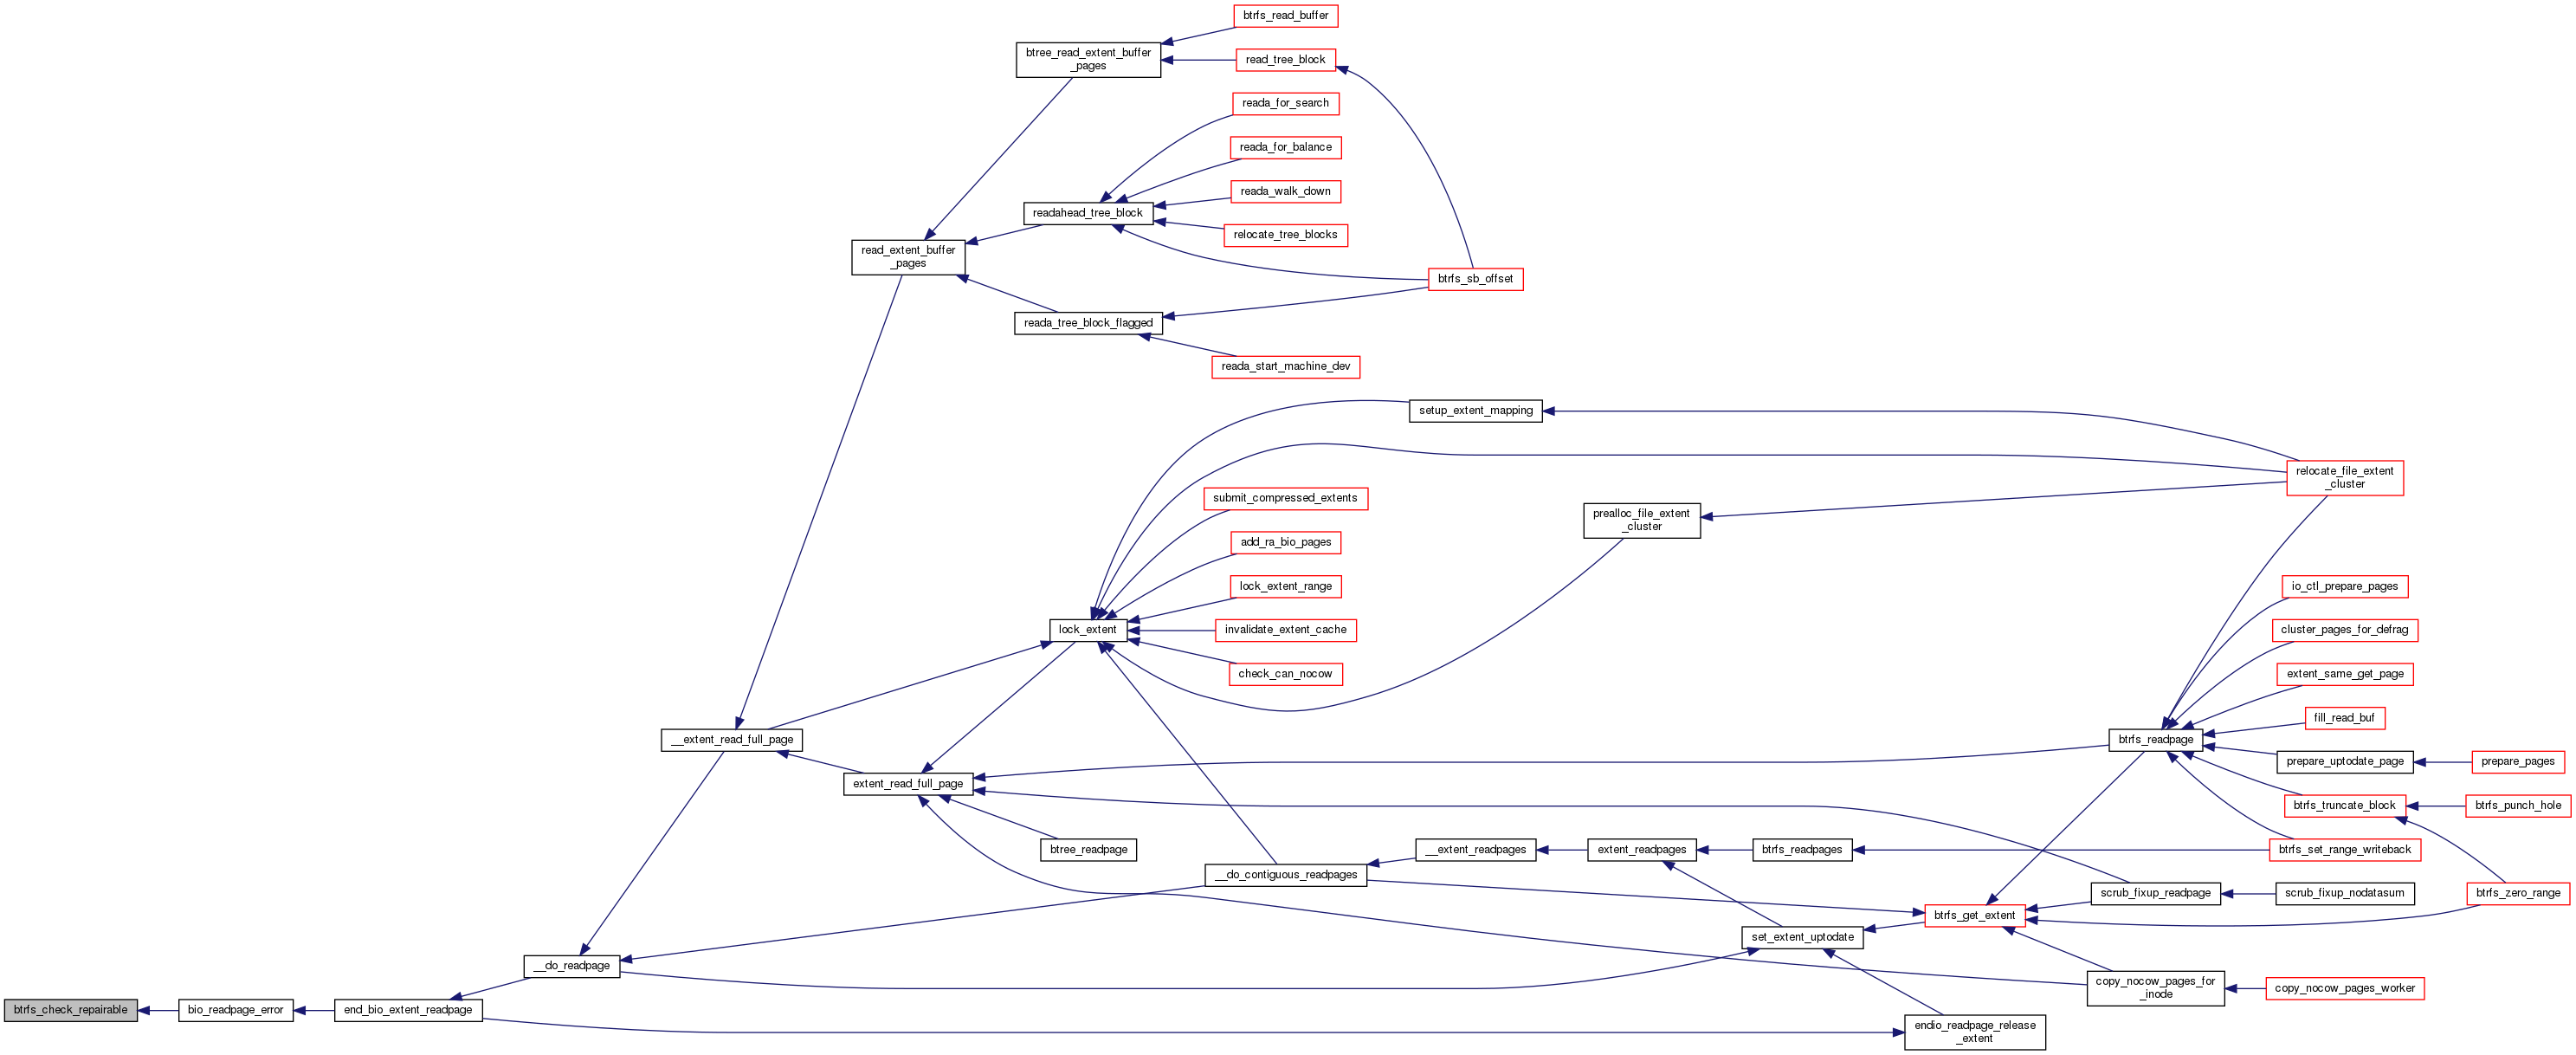 btrfs_read_buffer
btree_read_extent_buffer
_pages
read_tree_block
reada_for_search
reada_for_balance
reada_walk_down
readahead_tree_block
relocate_tree_blocks
read_extent_buffer
_pages
btrfs_sb_offset
reada_tree_block_flagged
reada_start_machine_dev
setup_extent_mapping
relocate_file_extent
_cluster
submit_compressed_extents
prealloc_file_extent
_cluster
add_ra_bio_pages
lock_extent_range
io_ctl_prepare_pages
lock_extent
invalidate_extent_cache
cluster_pages_for_defrag
check_can_nocow
extent_same_get_page
fill_read_buf
__extent_read_full_page
btrfs_readpage
prepare_uptodate_page
prepare_pages
extent_read_full_page
btrfs_truncate_block
btrfs_punch_hole
btree_readpage
__extent_readpages
extent_readpages
btrfs_readpages
btrfs_set_range_writeback
__do_contiguous_readpages
scrub_fixup_readpage
scrub_fixup_nodatasum
btrfs_zero_range
btrfs_get_extent
set_extent_uptodate
__do_readpage
copy_nocow_pages_for
_inode
copy_nocow_pages_worker
btrfs_check_repairable
bio_readpage_error
end_bio_extent_readpage
endio_readpage_release
_extent